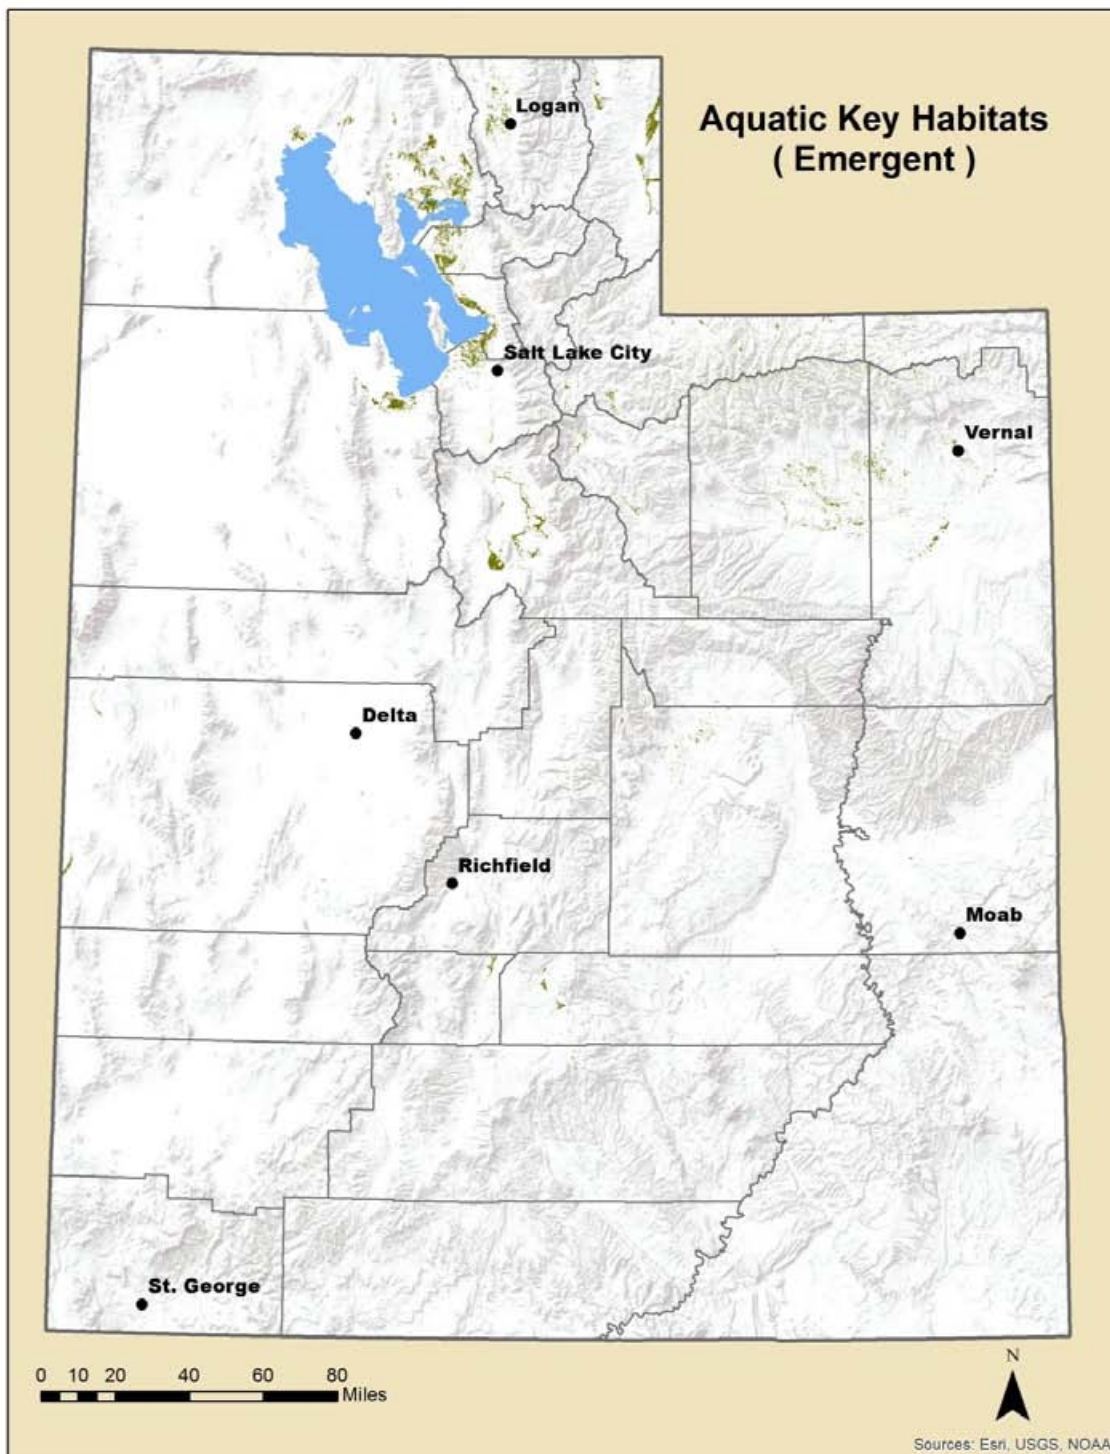 Aquatic Key Habitats
( Emergent )
Logan
Salt Lake City
Vernal
Delta
Richfield
Moab
St. George
0 10 20 40 60 80
Miles
N
Sources: Esri, USGS, NOAA